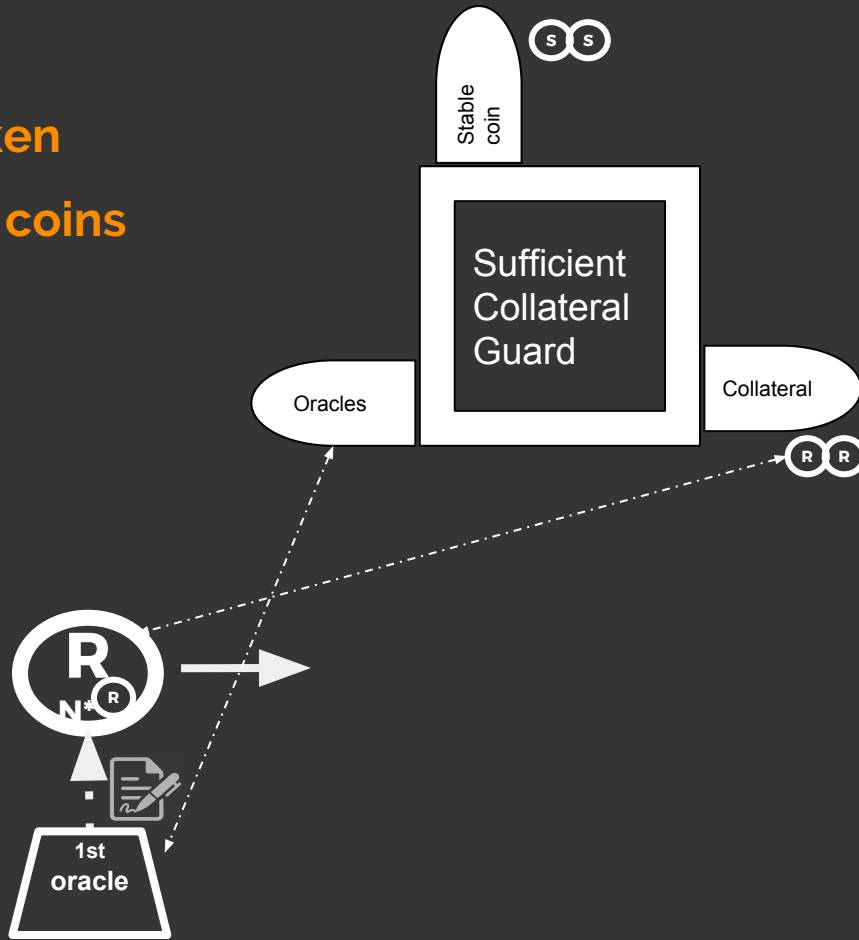 S S
Stable
coin
ken
coins
Sufficient
Collateral
Guard
Collateral
Oracles
R R
R
N* R
1st
oracle